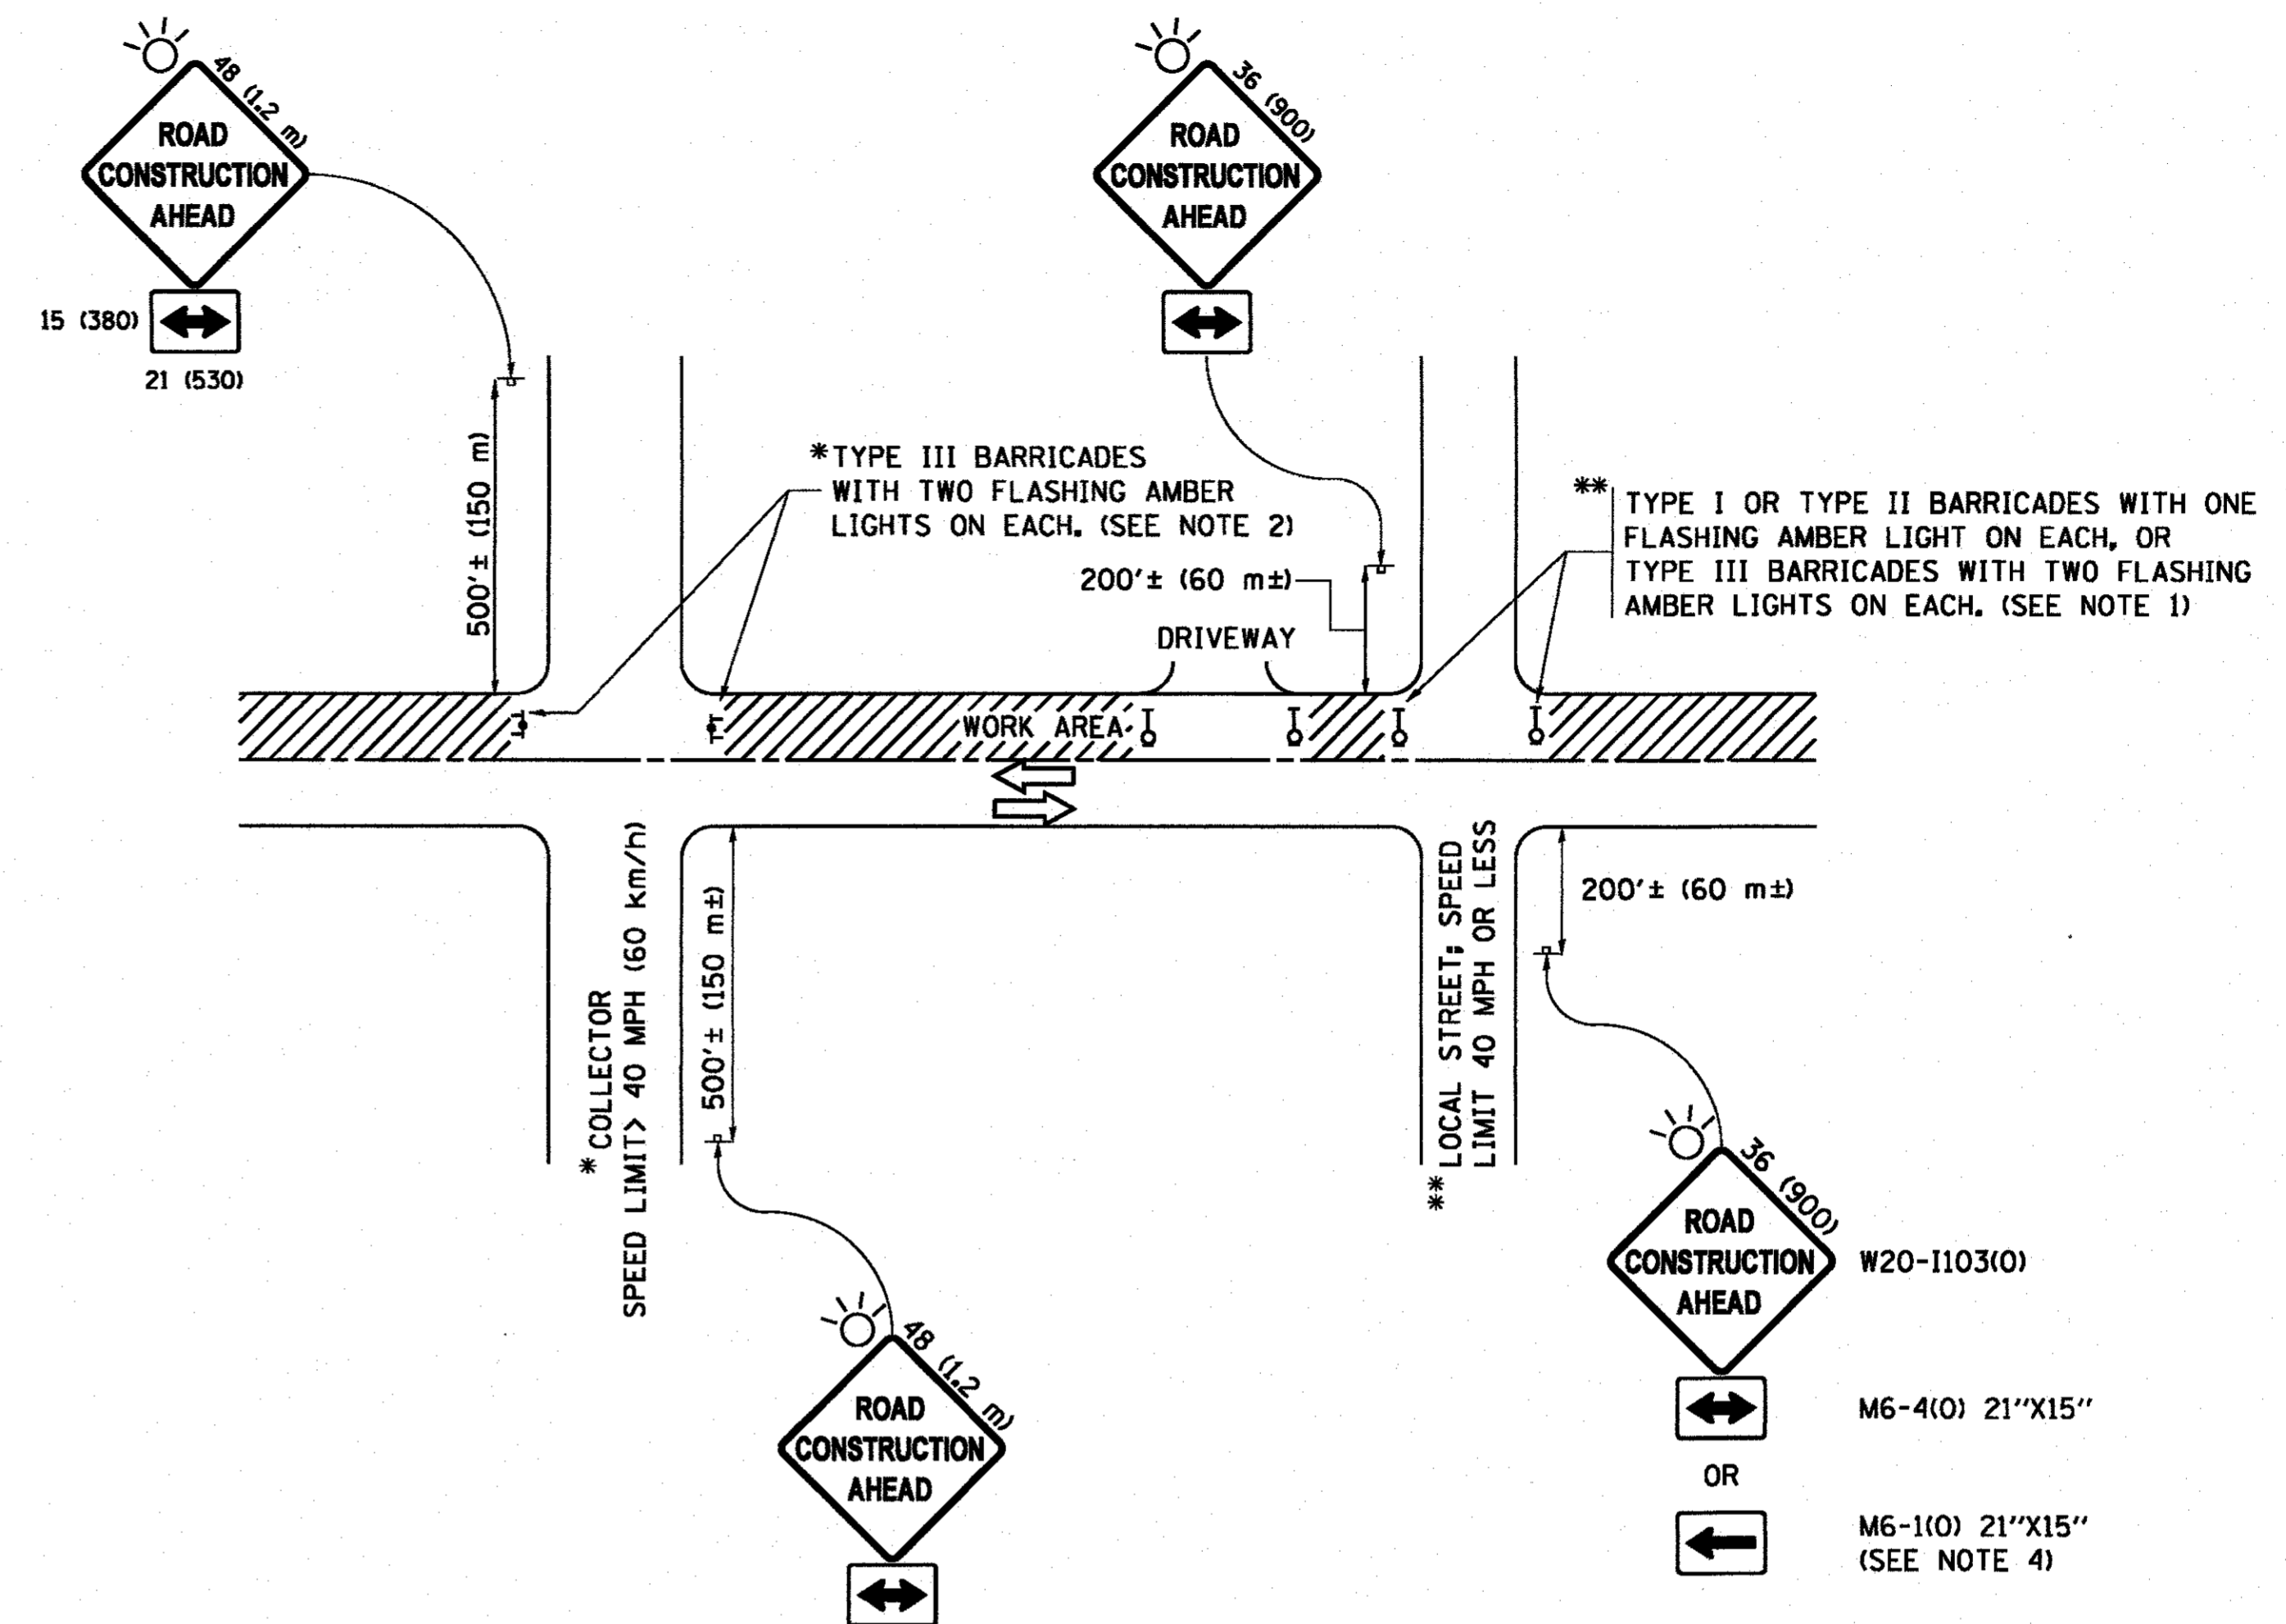 48 (1.2 m)
ROAD
CONSTRUCTION
AHEAD
15 (380)
21 (530)
36 (900)
ROAD
CONSTRUCTION
AHEAD
500'± (150 m)
*TYPE III BARRICADES
WITH TWO FLASHING AMBER
LIGHTS ON EACH. (SEE NOTE 2)
200'± (60 m±)
DRIVEWAY
** TYPE I OR TYPE II BARRICADES WITH ONE
FLASHING AMBER LIGHT ON EACH, OR
TYPE III BARRICADES WITH TWO FLASHING
AMBER LIGHTS ON EACH. (SEE NOTE 1)
WORK AREA
*COLLECTOR
SPEED LIMIT> 40 MPH (60 km/h)
500'± (150 m±)
**LOCAL STREET; SPEED
LIMIT 40 MPH OR LESS
200'± (60 m±)
48 (1.2 m)
ROAD
CONSTRUCTION
AHEAD
36 (900)
ROAD
CONSTRUCTION
AHEAD
W20-I103(O)
M6-4(O) 21''X15''
OR
M6-1(O) 21''X15''
(SEE NOTE 4)